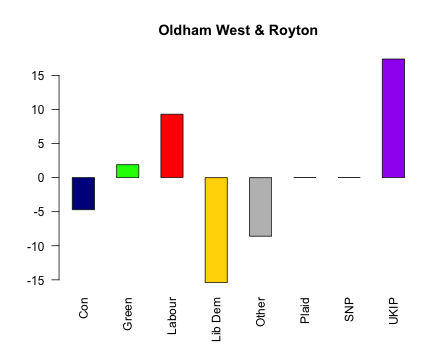 Oldham West & Royton
15
10
5
0
-5
-10
-15
Con
Green
Labour
Lib Dem
Other
Plaid
SNP
UKIP